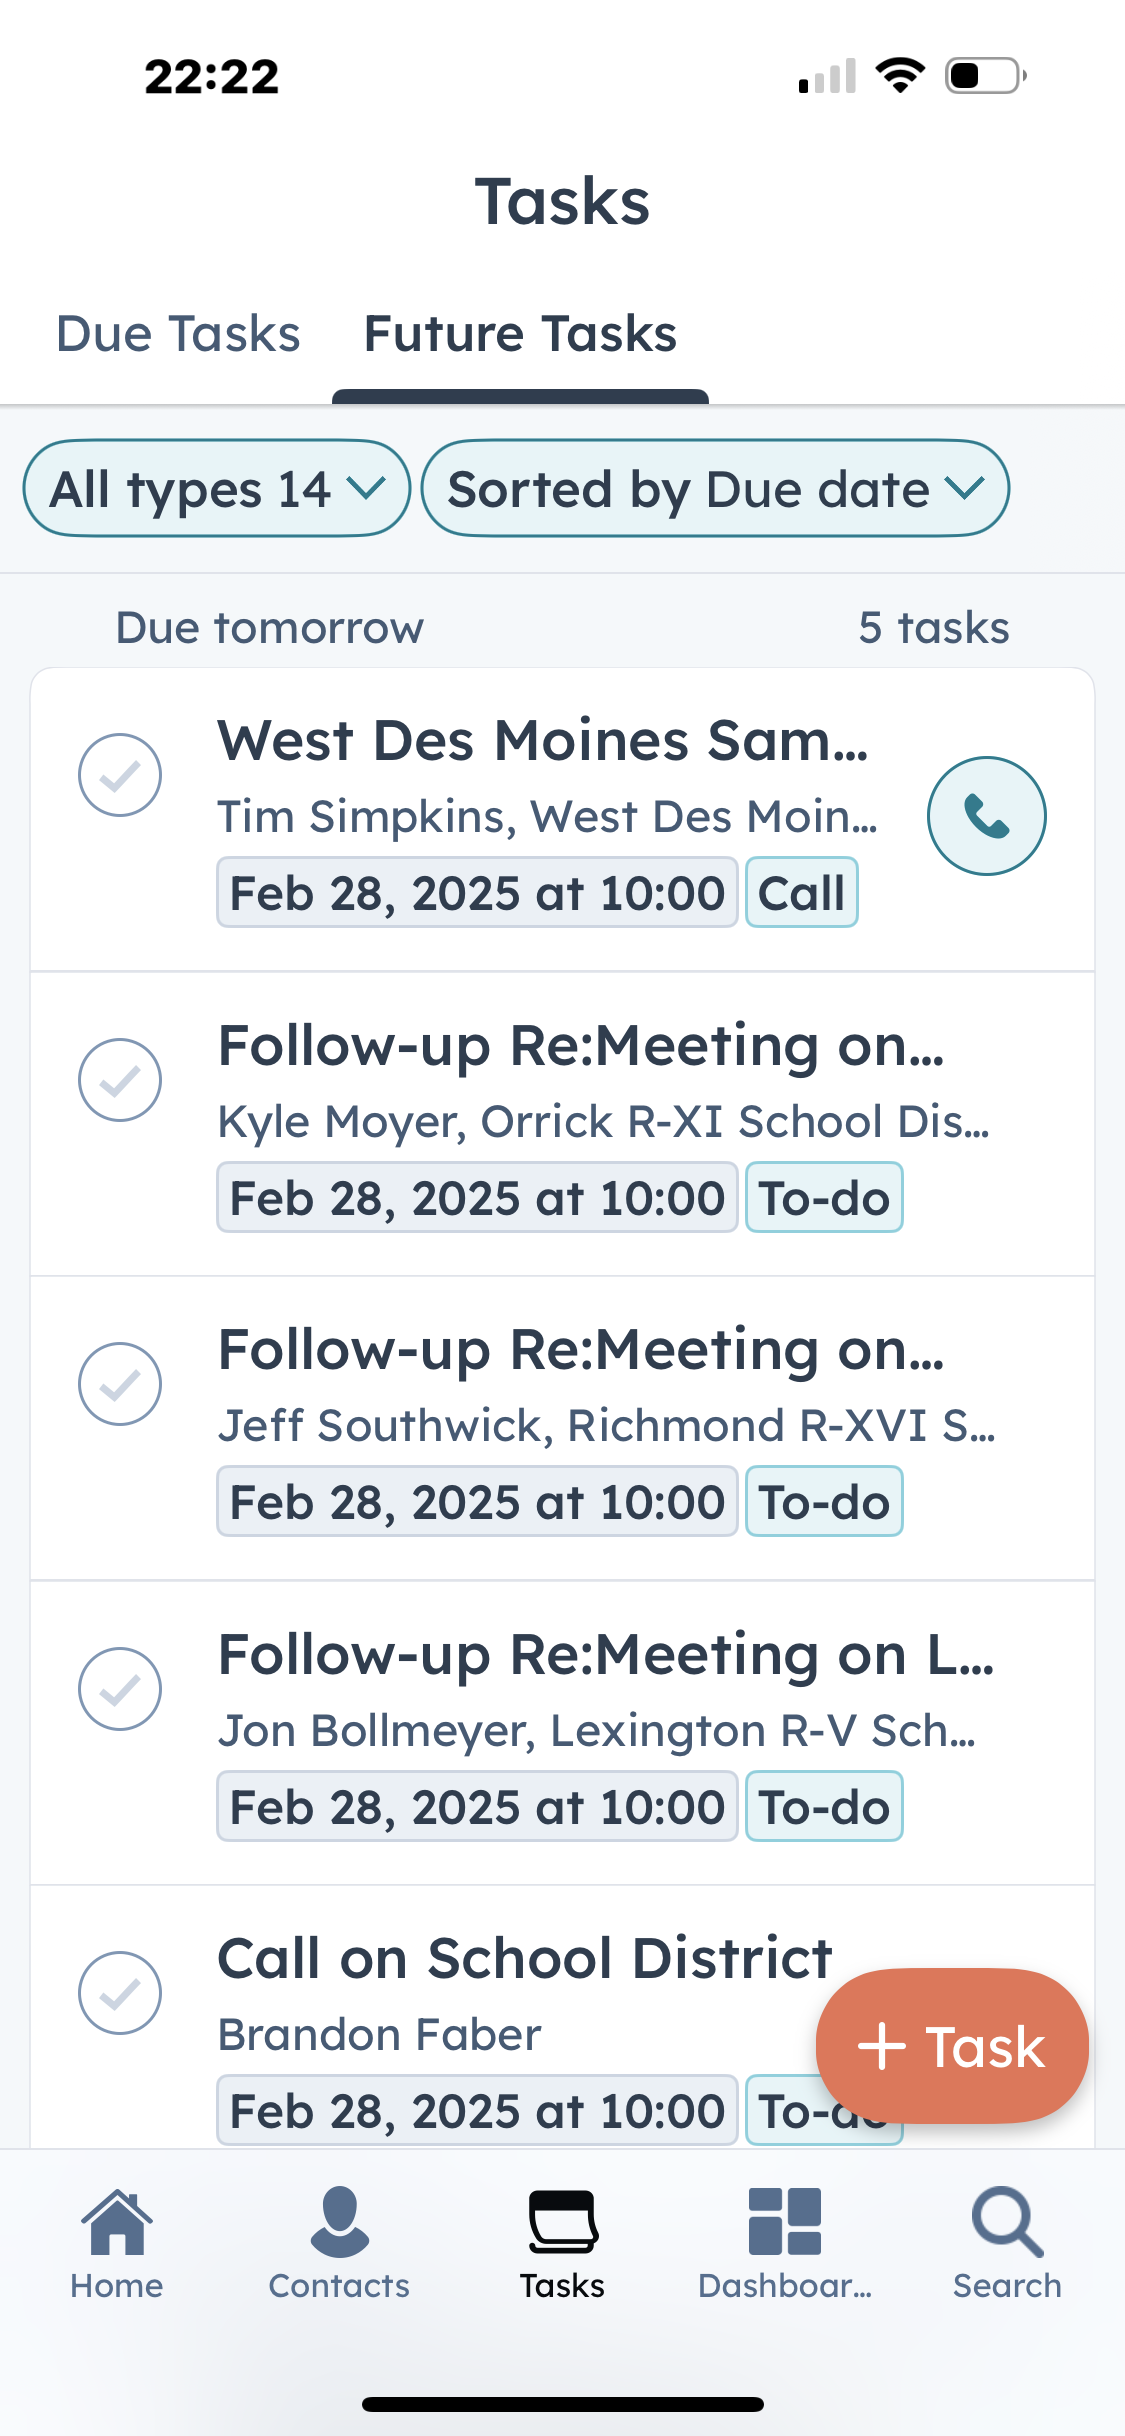 22:22
Tasks
Due Tasks Future Tasks
All types 14 Sorted by Due date
Due tomorrow 5 tasks
West Des Moines Sam...
Tim Simpkins, West Des Moin...
Feb 28, 2025 at 10:00 Call
Follow-up Re:Meeting on...
Kyle Moyer, Orrick R-XI School Dis...
Feb 28, 2025 at 10:00 To-do
Follow-up Re:Meeting on...
Jeff Southwick, Richmond R-XVI S...
Feb 28, 2025 at 10:00 To-do
Follow-up Re:Meeting on L...
Jon Bollmeyer, Lexington R-V Sch...
Feb 28, 2025 at 10:00 To-do
Call on School District
Brandon Faber
+ Task
Feb 28, 2025 at 10:00 To-do
Home Contacts Tasks Dashboar... Search